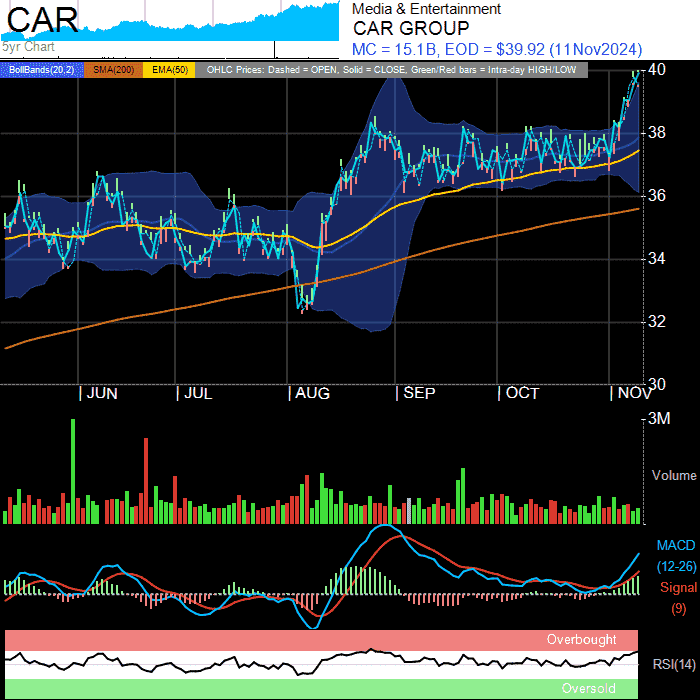 CAR
5yr Chart
Media & Entertainment
CAR GROUP
MC = 15.1B, EOD = $39.92 (11Nov2024)
BollBands(20,2) SMA(200) EMA(50) OHLC Prices: Dashed = OPEN, Solid = CLOSE, Green/Red bars = Intra-day HIGH/LOW
40
38
36
34
32
30
JUN JUL AUG SEP OCT NOV
3M
Volume
MACD
(12-26)
Signal
(9)
Overbought
RSI(14)
Oversold